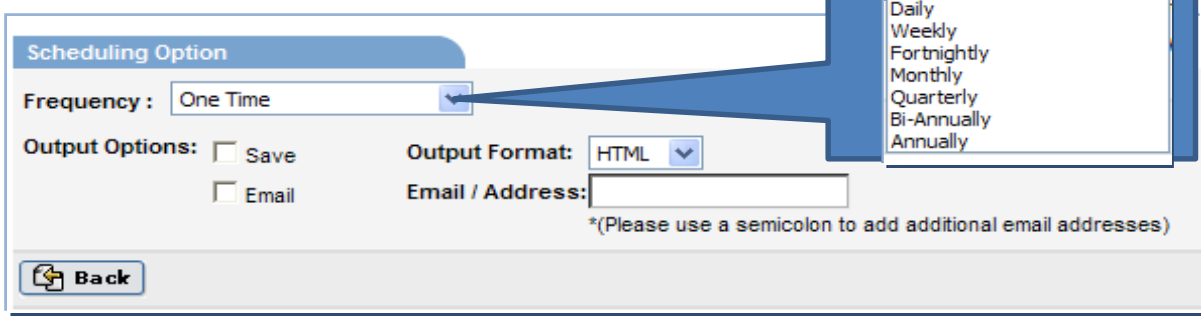 Daily
Weekly
Fortnightly
Monthly
Quarterly
Bi-Annually
Annually
Scheduling Option
Frequency : One Time
Output Options: Save Output Format: HTML
Email Email / Address:
*(Please use a semicolon to add additional email addresses)
Back